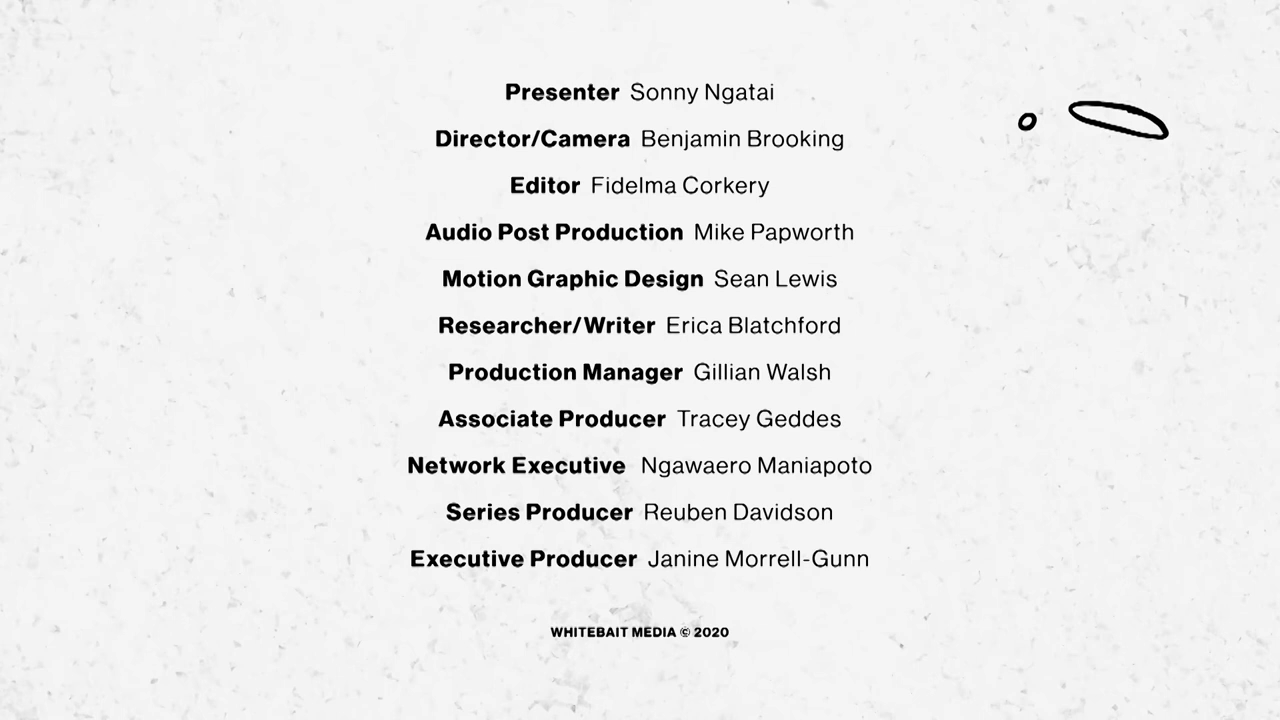 Presenter Sonny Ngatai
Director/Camera Benjamin Brooking
Editor Fidelma Corkery
Audio Post Production Mike Papworth
Motion Graphic Design Sean Lewis
Researcher/Writer Erica Blatchford
Production Manager Gillian Walsh
Associate Producer Tracey Geddes
Network Executive Ngawaero Maniapoto
Series Producer Reuben Davidson
Executive Producer Janine Morrell-Gunn
WHITEBAIT MEDIA © 2020